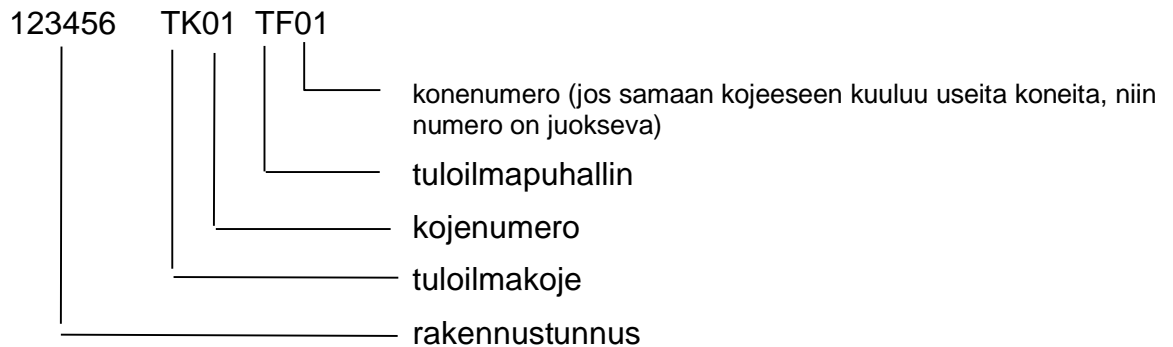 123456 TK01 TF01
konenumero (jos samaan kojeeseen kuuluu useita koneita, niin
numero on juokseva)
tuloilmapuhallin
kojenumero
tuloilmakoje
rakennustunnus